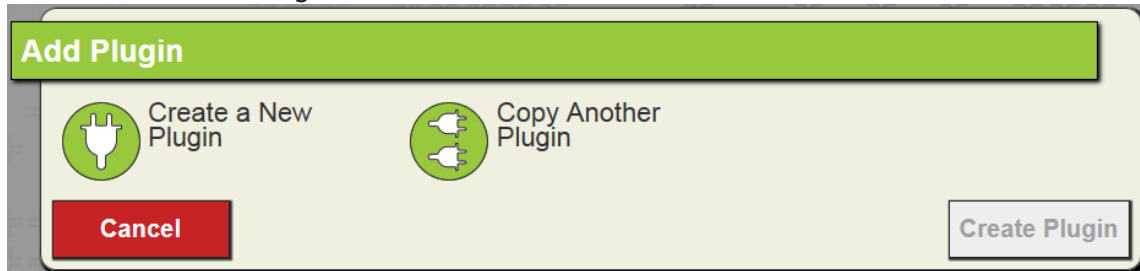 Add Plugin
Create a New
Plugin
Copy Another
Plugin
Cancel
Create Plugin